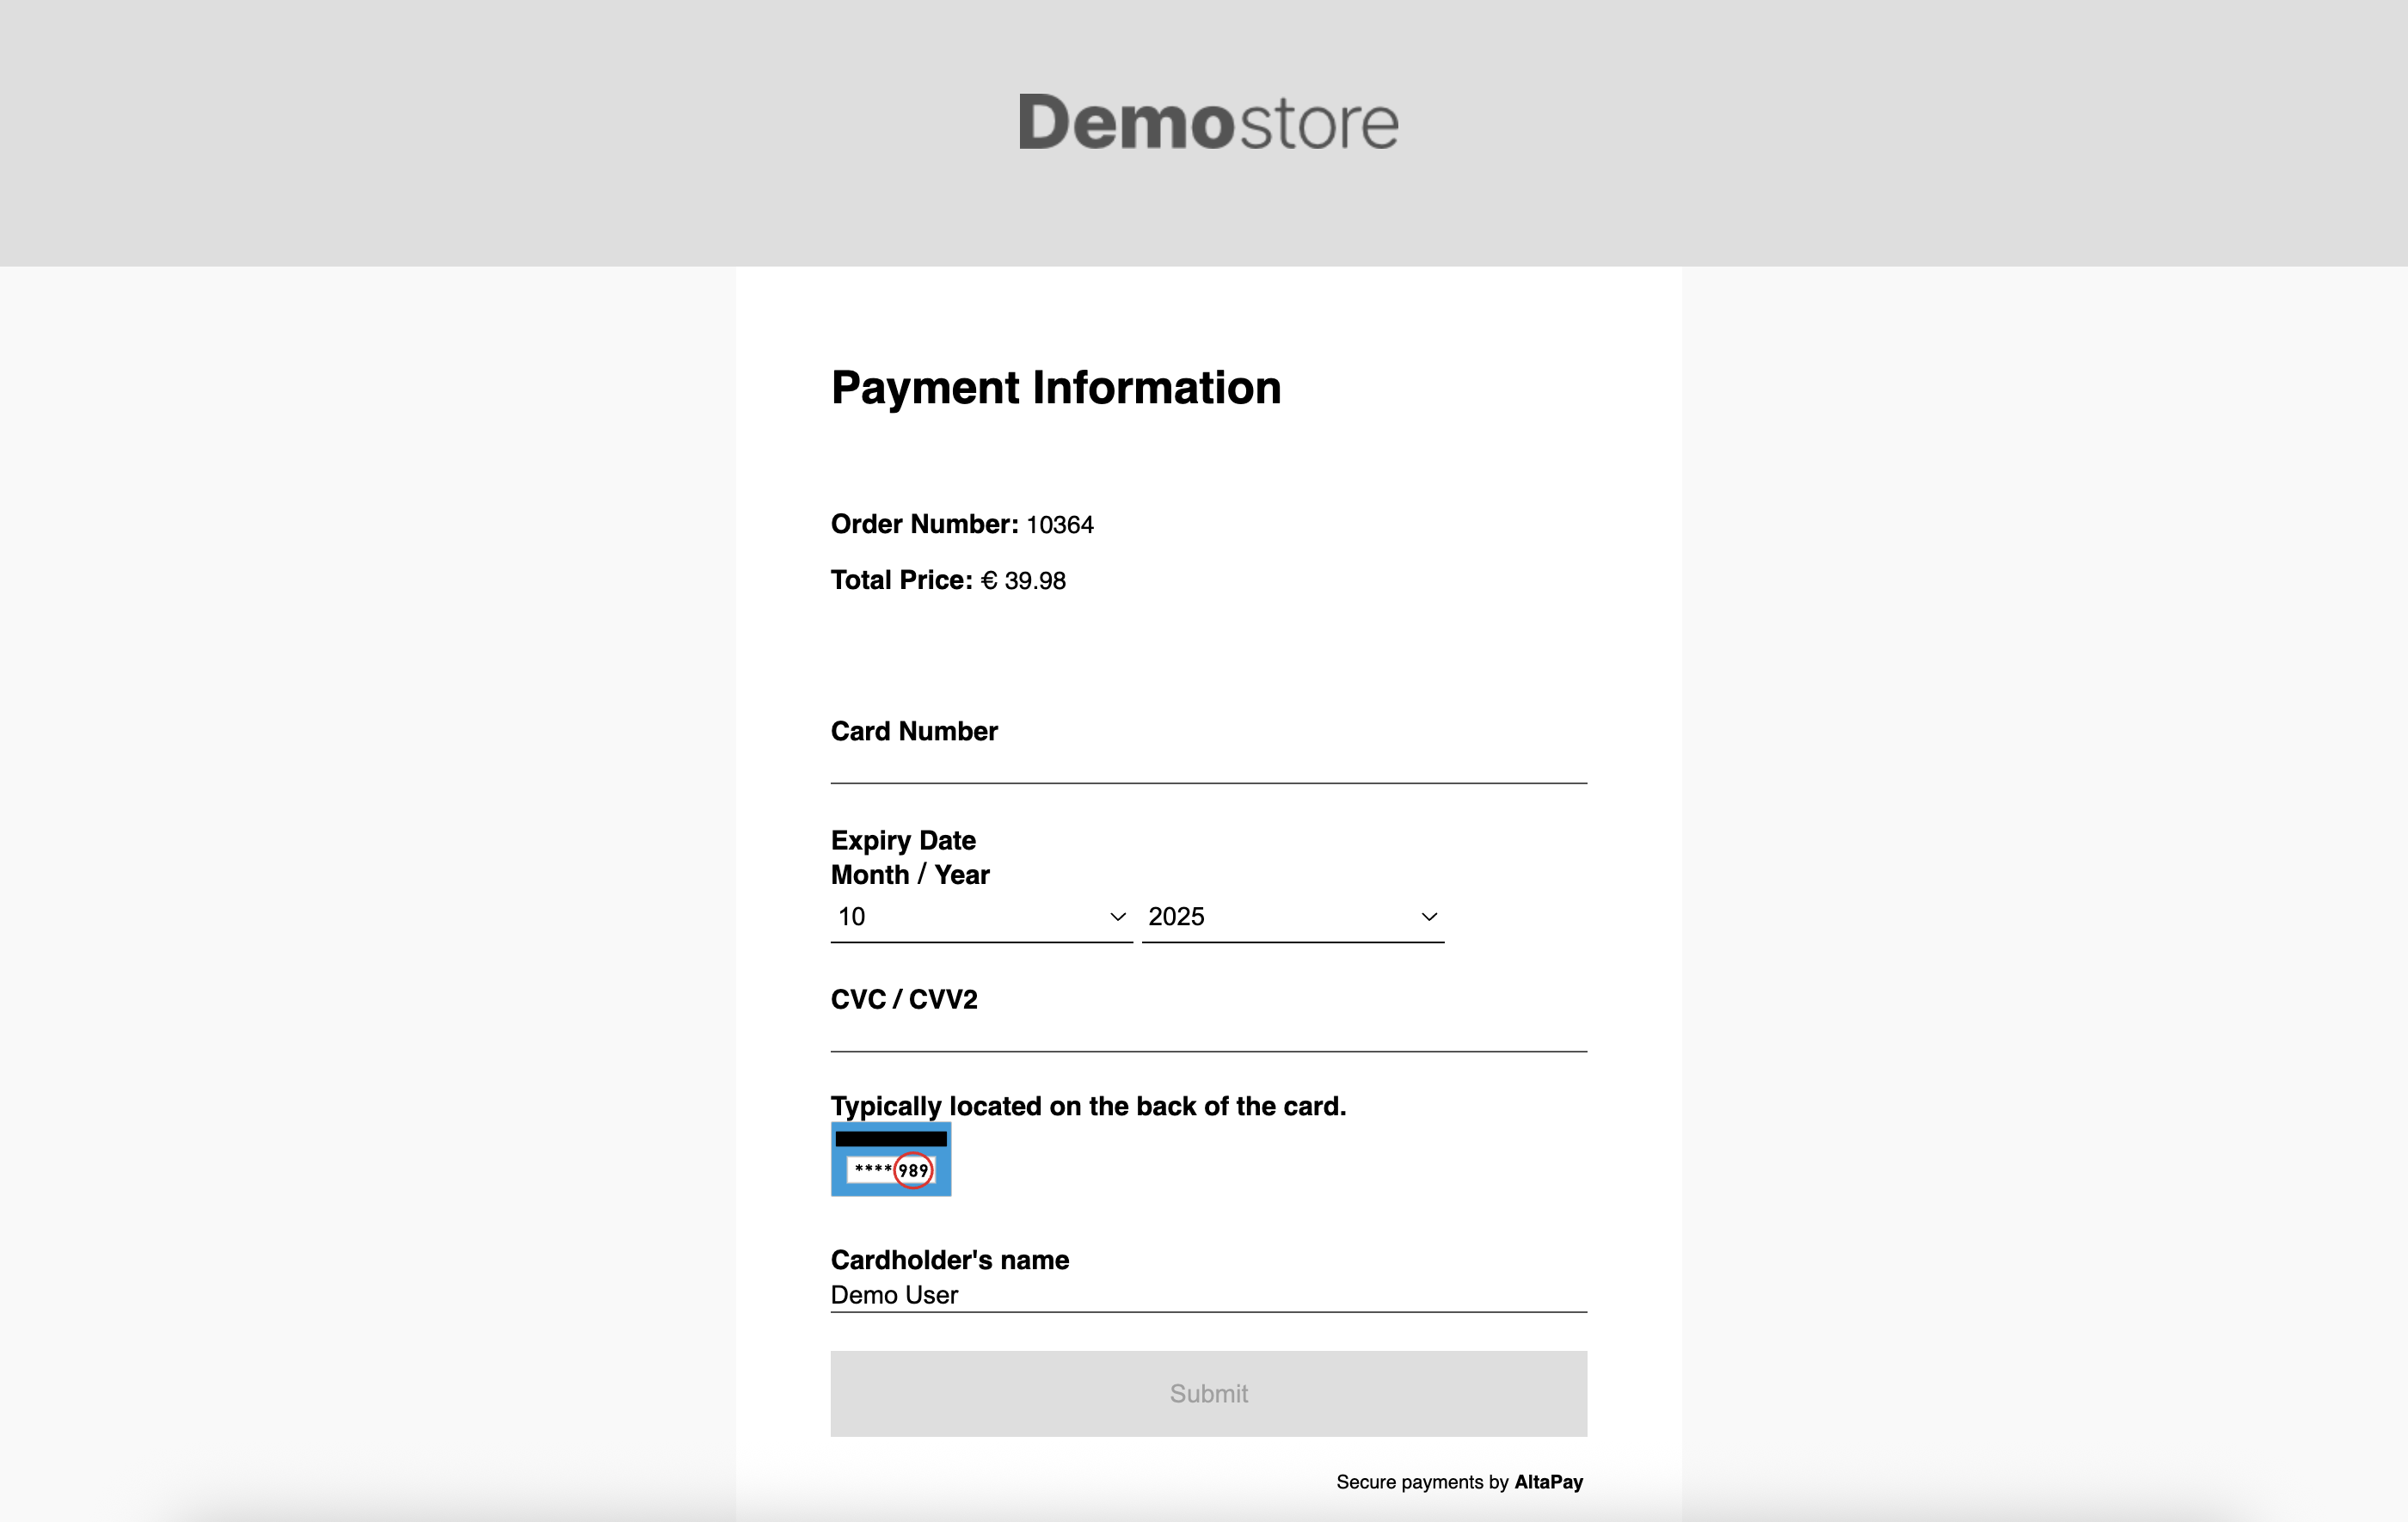 Demostore
Payment Information
Order Number: 10364
Total Price: € 39.98
Card Number
Expiry Date
Month / Year
10 2025
CVC / CVV2
Typically located on the back of the card.
****989
Cardholder's name
Demo User
Submit
Secure payments by AltaPay